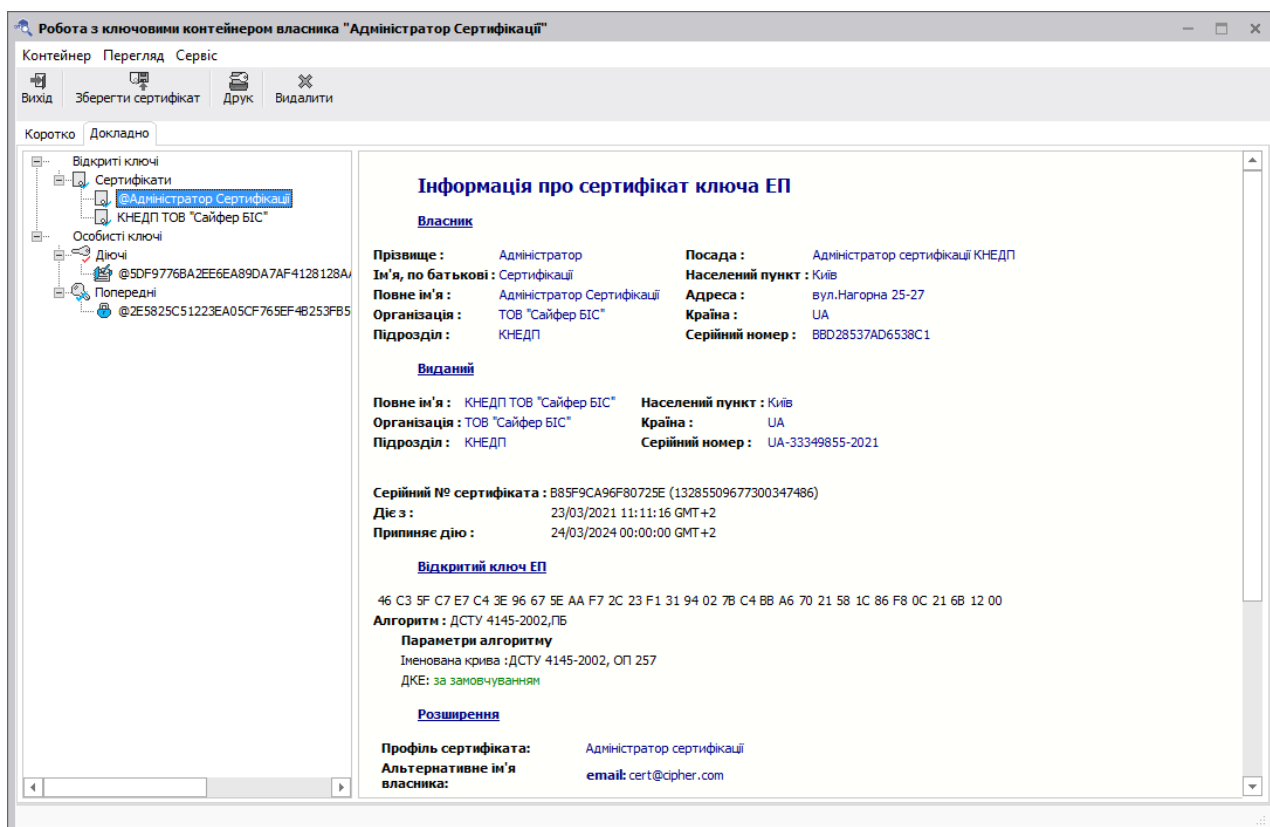 Робота з ключовими контейнером власника "Адміністратор Сертифікації"
Контейнер Перегляд Сервіс
Вихід Зберегти сертифікат Друк Видалити
Коротко Докладно
Відкриті ключі
Сертифікати
@Адміністратор Сертифікації
КНЕДП ТОВ "Сайфер БІС"
Особисті ключі
Діючі
@5DF9776BA2EE6EA89DA7AF4128128A
Попередні
@2E5825C51223EA05CF765EF4B253FB5
Інформація про сертифікат ключа ЕП
Власник
Прізвище : Адміністратор Посада : Адміністратор сертифікації КНЕДП
Ім'я, по батькові : Сертифікації Населений пункт : Київ
Повне ім'я : Адміністратор Сертифікації Адреса : вул.Нагорна 25-27
Організація : ТОВ "Сайфер БІС" Країна : UA
Підрозділ : КНЕДП Серійний номер : BBD28537AD6538C1
Виданий
Повне ім'я : КНЕДП ТОВ "Сайфер БІС" Населений пункт : Київ
Організація : ТОВ "Сайфер БІС" Країна : UA
Підрозділ : КНЕДП Серійний номер : UA-33349855-2021
Серійний № сертифіката : B85F9CA96F80725E (13285509677300347486)
Діє з : 23/03/2021 11:11:16 GMT+2
Припиняє дію : 24/03/2024 00:00:00 GMT+2
Відкритий ключ ЕП
46 C3 5F C7 E7 C4 3E 96 67 5E AA F7 2C 23 F1 31 94 02 7B C4 BB A6 70 21 58 1C 86 F8 0C 21 6B 12 00
Алгоритм : ДСТУ 4145-2002,ПБ
Параметри алгоритму
Іменована крива :ДСТУ 4145-2002, ОП 257
ДКЕ: за замовчуванням
Розширення
Профіль сертифіката: Адміністратор сертифікації
Альтернативне ім'я
власника: email: cert@cipher.com